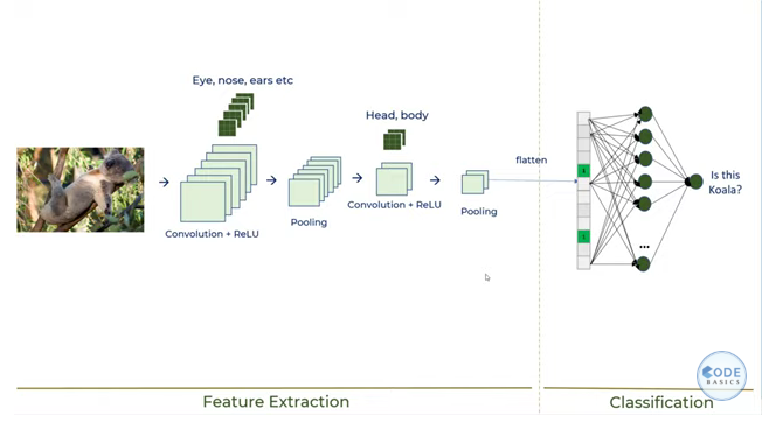 Eye, nose, ears etc
Head, body
flatten
Is this
Koala?
Convolution + ReLU
Pooling
Convolution + ReLU
Pooling
...
CODE
BASICS
Feature Extraction
Classification